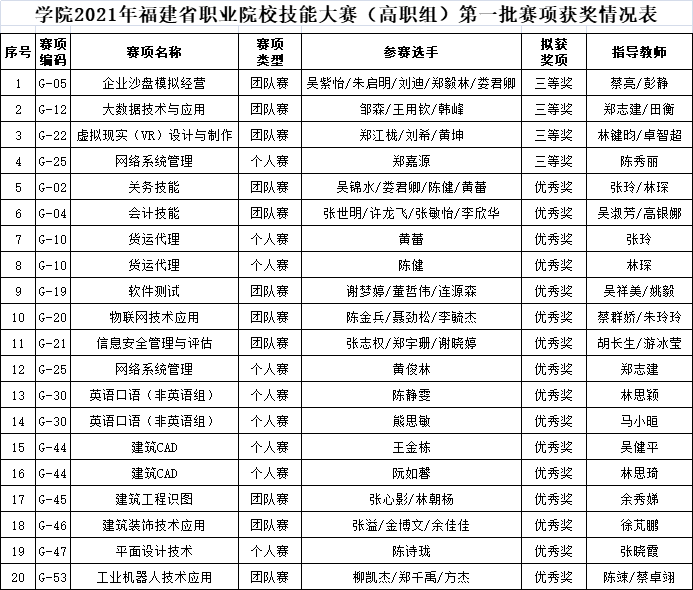 学院2021年福建省职业院校技能大赛（高职组）第一批赛项获奖情况表
序号 赛项编码 赛项名称 赛项类型 参赛选手 拟获奖项 指导教师
1 G-05 企业沙盘模拟经营 团队赛 吴紫怡/朱启明/刘迪/郑毅林/娄君卿 三等奖 蔡亮/彭静
2 G-12 大数据技术与应用 团队赛 邹森/王用钦/韩峰 三等奖 郑志建/田衡
3 G-22 虚拟现实（VR）设计与制作 团队赛 郑江栊/刘希/黄坤 三等奖 林键昀/卓智超
4 G-25 网络系统管理 个人赛 郑嘉源 三等奖 陈秀丽
5 G-02 关务技能 团队赛 吴锦水/娄君卿/陈健/黄蕾 优秀奖 张玲/林琛
6 G-04 会计技能 团队赛 张世明/许龙飞/张敏怡/李欣华 优秀奖 吴淑芳/高银娜
7 G-10 货运代理 个人赛 黄蕾 优秀奖 张玲
8 G-10 货运代理 个人赛 陈健 优秀奖 林琛
9 G-19 软件测试 团队赛 谢梦婷/董哲伟/连源森 优秀奖 吴祥美/姚毅
10 G-20 物联网技术应用 团队赛 陈金兵/聂劲松/李毓杰 优秀奖 蔡群娇/朱玲玲
11 G-21 信息安全管理与评估 团队赛 张志权/郑宇珊/谢晓婷 优秀奖 胡长生/游冰莹
12 G-25 网络系统管理 个人赛 黄俊林 优秀奖 郑志建
13 G-30 英语口语（非英语组） 个人赛 陈静雯 优秀奖 林思颖
14 G-30 英语口语（非英语组） 个人赛 熊思敏 优秀奖 马小晅
15 G-44 建筑CAD 个人赛 王金栋 优秀奖 吴健平
16 G-44 建筑CAD 个人赛 阮如馨 优秀奖 林思琦
17 G-45 建筑工程识图 团队赛 张心影/林朝杨 优秀奖 余秀娣
18 G-46 建筑装饰技术应用 团队赛 张溢/金博文/余佳佳 优秀奖 徐芃鹏
19 G-47 平面设计技术 个人赛 陈诗珑 优秀奖 张晓霞
20 G-53 工业机器人技术应用 团队赛 柳凯杰/郑千禹/方杰 优秀奖 陈竦/蔡卓翊